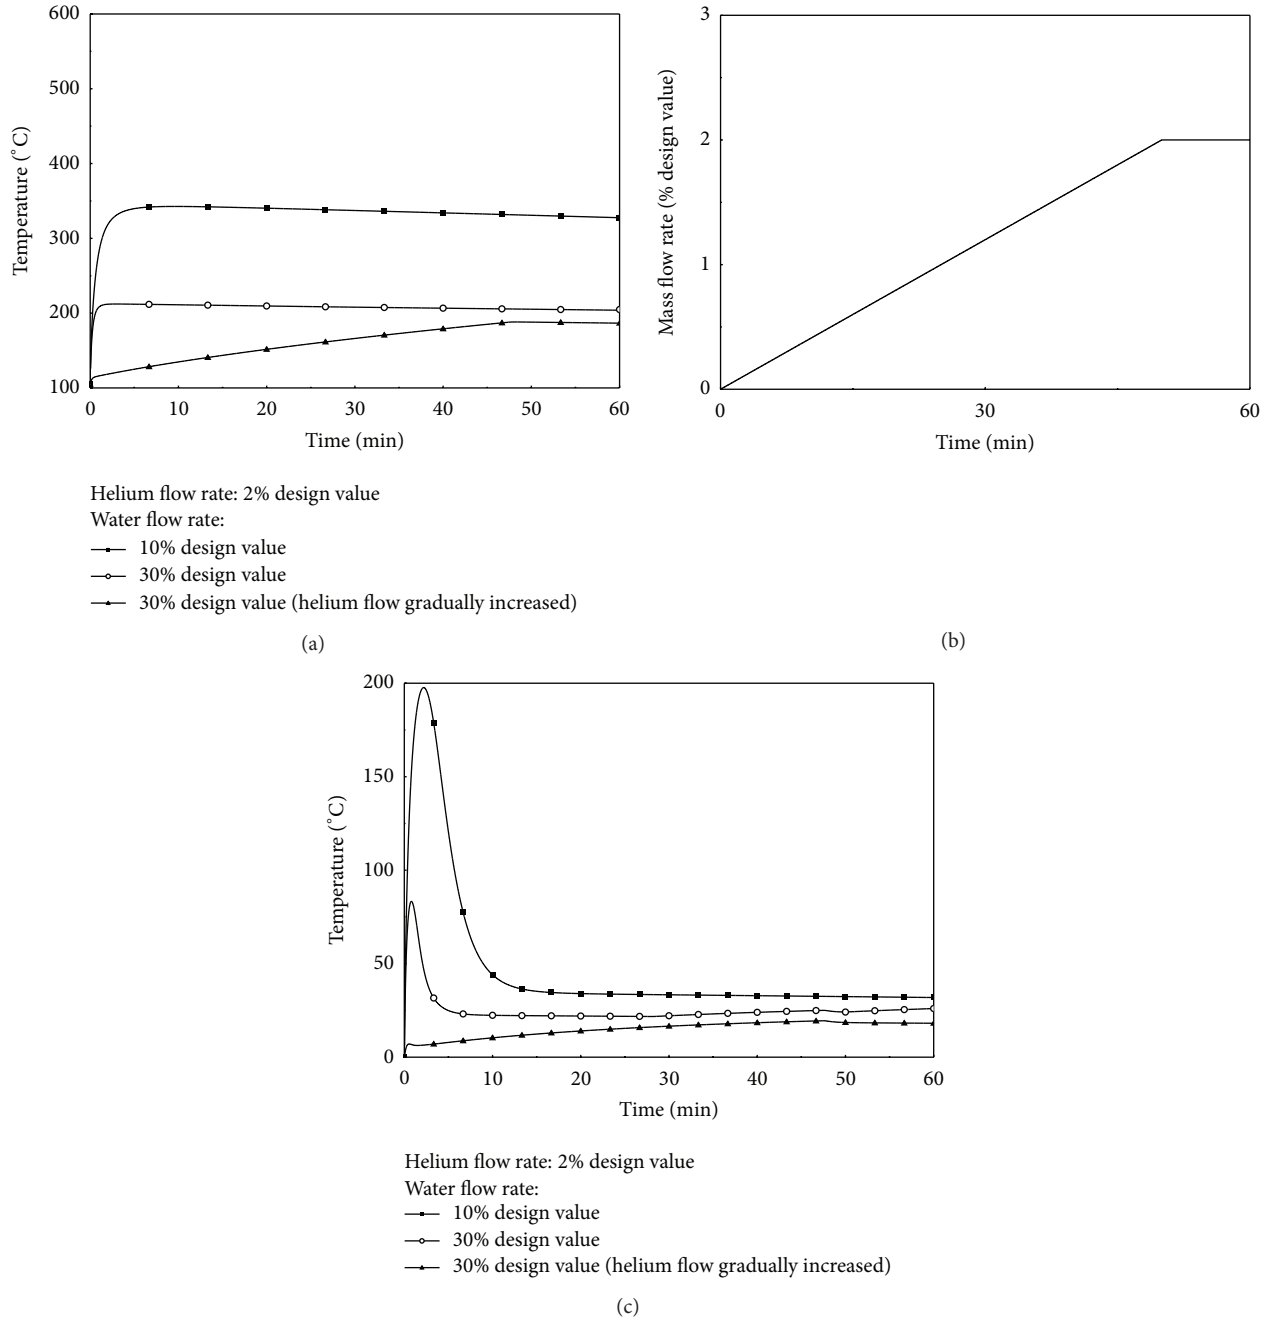 600
500
400
300
200
100
Temperature (°C)
0 10 20 30 40 50 60
Time (min)
Helium flow rate: 2% design value
Water flow rate:
10% design value
30% design value
30% design value (helium flow gradually increased)
(a)
3
2
1
0
Mass flow rate (% design value)
0 30 60
Time (min)
(b)
200
150
100
50
0
Temperature (°C)
0 10 20 30 40 50 60
Time (min)
Helium flow rate: 2% design value
Water flow rate:
10% design value
30% design value
30% design value (helium flow gradually increased)
(c)